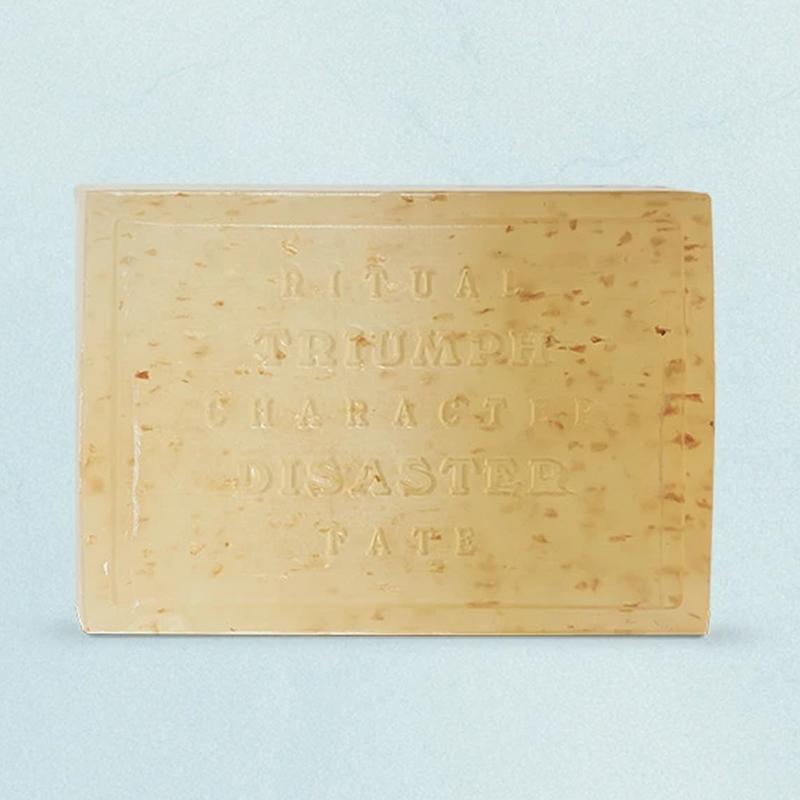 RITUAL
TRIUMPH
CHARACTER
DISASTER
FATE